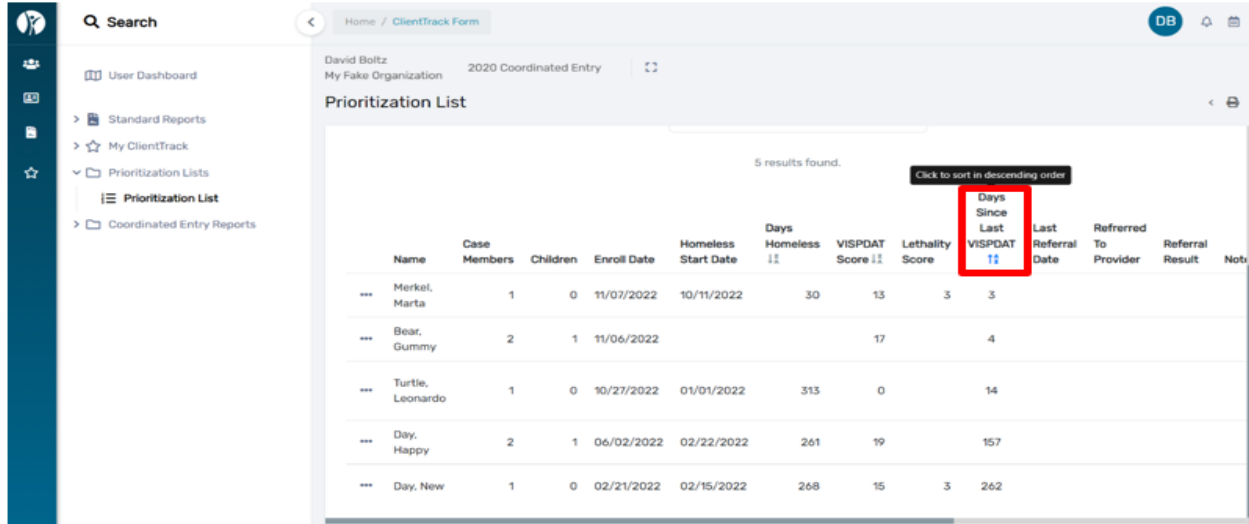 Search
Home / ClientTrack Form
DB
User Dashboard
Standard Reports
My ClientTrack
Prioritization Lists
Prioritization List
Coordinated Entry Reports
David Boltz
My Fake Organization
2020 Coordinated Entry
Prioritization List
5 results found.
Click to sort in descending order
Name Case Members Children Enroll Date Homeless Start Date Days Homeless VISPDAT Score Lethality Score Days Since Last VISPDAT Last Referral Date Refrerred To Provider Referral Result Note
Merkel, Marta 1 0 11/07/2022 10/11/2022 30 13 3 3
Bear, Gummy 2 1 11/06/2022 17 4
Turtle, Leonardo 1 0 10/27/2022 01/01/2022 313 0 14
Day, Happy 2 1 06/02/2022 02/22/2022 261 19 157
Day, New 1 0 02/21/2022 02/15/2022 268 15 3 262